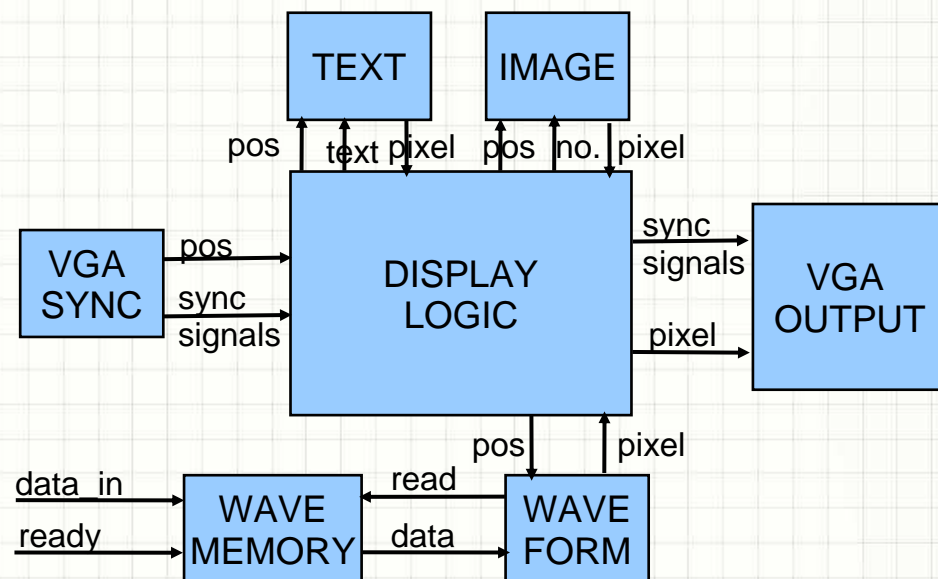 TEXT
IMAGE
pos
text
pixel
pos
no.
pixel
VGA
SYNC
pos
sync
signals
DISPLAY
LOGIC
sync
signals
pixel
VGA
OUTPUT
pos
pixel
data_in
ready
WAVE
MEMORY
read
data
WAVE
FORM